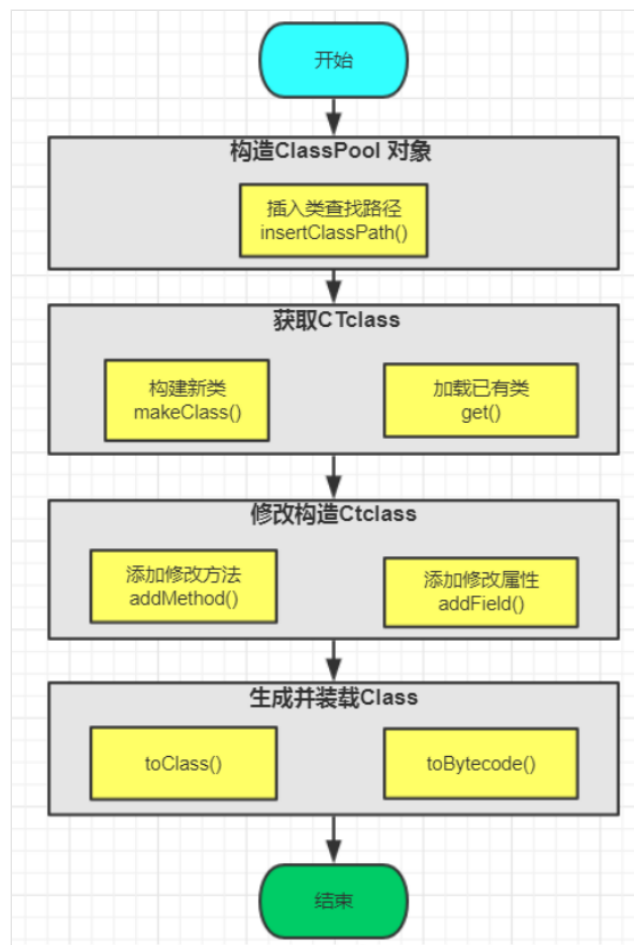 开始
构造ClassPool 对象
插入类查找路径
insertClassPath()
获取CTclass
构建新类
makeClass()
加载已有类
get()
修改构造Ctclass
添加修改方法
addMethod()
添加修改属性
addField()
生成并装载Class
toClass()
toBytecode()
结束